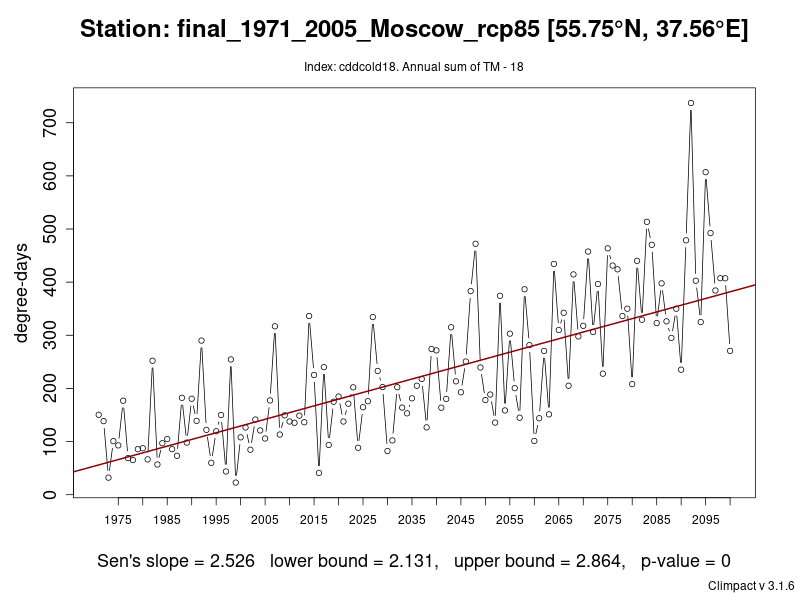 Station: final_1971_2005_Moscow_rcp85 [55.75°N, 37.56°E]
Index: cddcold18. Annual sum of TM - 18
degree-days
700
600
500
400
300
200
100
0
1975 1985 1995 2005 2015 2025 2035 2045 2055 2065 2075 2085 2095
Sen's slope = 2.526 lower bound = 2.131, upper bound = 2.864, p-value = 0
Climpact v 3.1.6